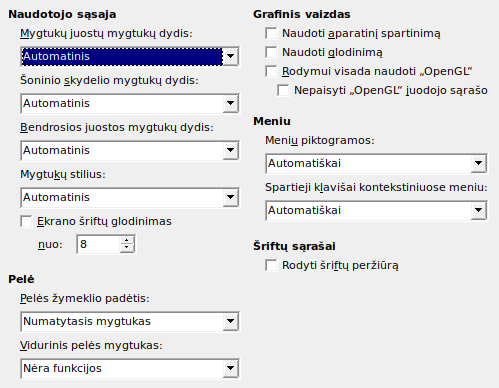 Naudotojo sąsaja
Mygtukų juostų mygtukų dydis:
Automatinis
Šoninio skydelio mygtukų dydis:
Automatinis
Bendrosios juostos mygtukų dydis:
Automatinis
Mygtukų stilius:
Automatinis
Ekrano šriftų glodinimas
nuo: 8
Pelė
Pelės žymeklio padėtis:
Numatytasis mygtukas
Vidurinis pelės mygtukas:
Nėra funkcijos
Grafinis vaizdas
Naudoti aparatinį spartinimą
Naudoti glodinimą
Rodymui visada naudoti „OpenGL“
Nepaisyti „OpenGL“ juodojo sąrašo
Meniu
Meniu piktogramos:
Automatiškai
Spartieji klavišai kontekstiniuose meniu:
Automatiškai
Šriftų sąrašai
Rodyti šriftų peržiūrą